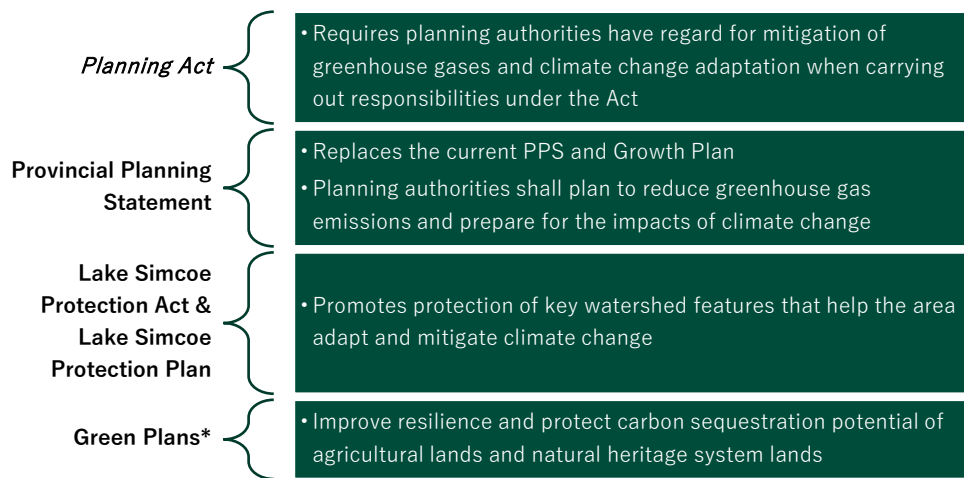 Planning Act
• Requires planning authorities have regard for mitigation of
greenhouse gases and climate change adaptation when carrying
out responsibilities under the Act
Provincial Planning
Statement
• Replaces the current PPS and Growth Plan
• Planning authorities shall plan to reduce greenhouse gas
emissions and prepare for the impacts of climate change
Lake Simcoe
Protection Act &
Lake Simcoe
Protection Plan
• Promotes protection of key watershed features that help the area
adapt and mitigate climate change
Green Plans*
• Improve resilience and protect carbon sequestration potential of
agricultural lands and natural heritage system lands